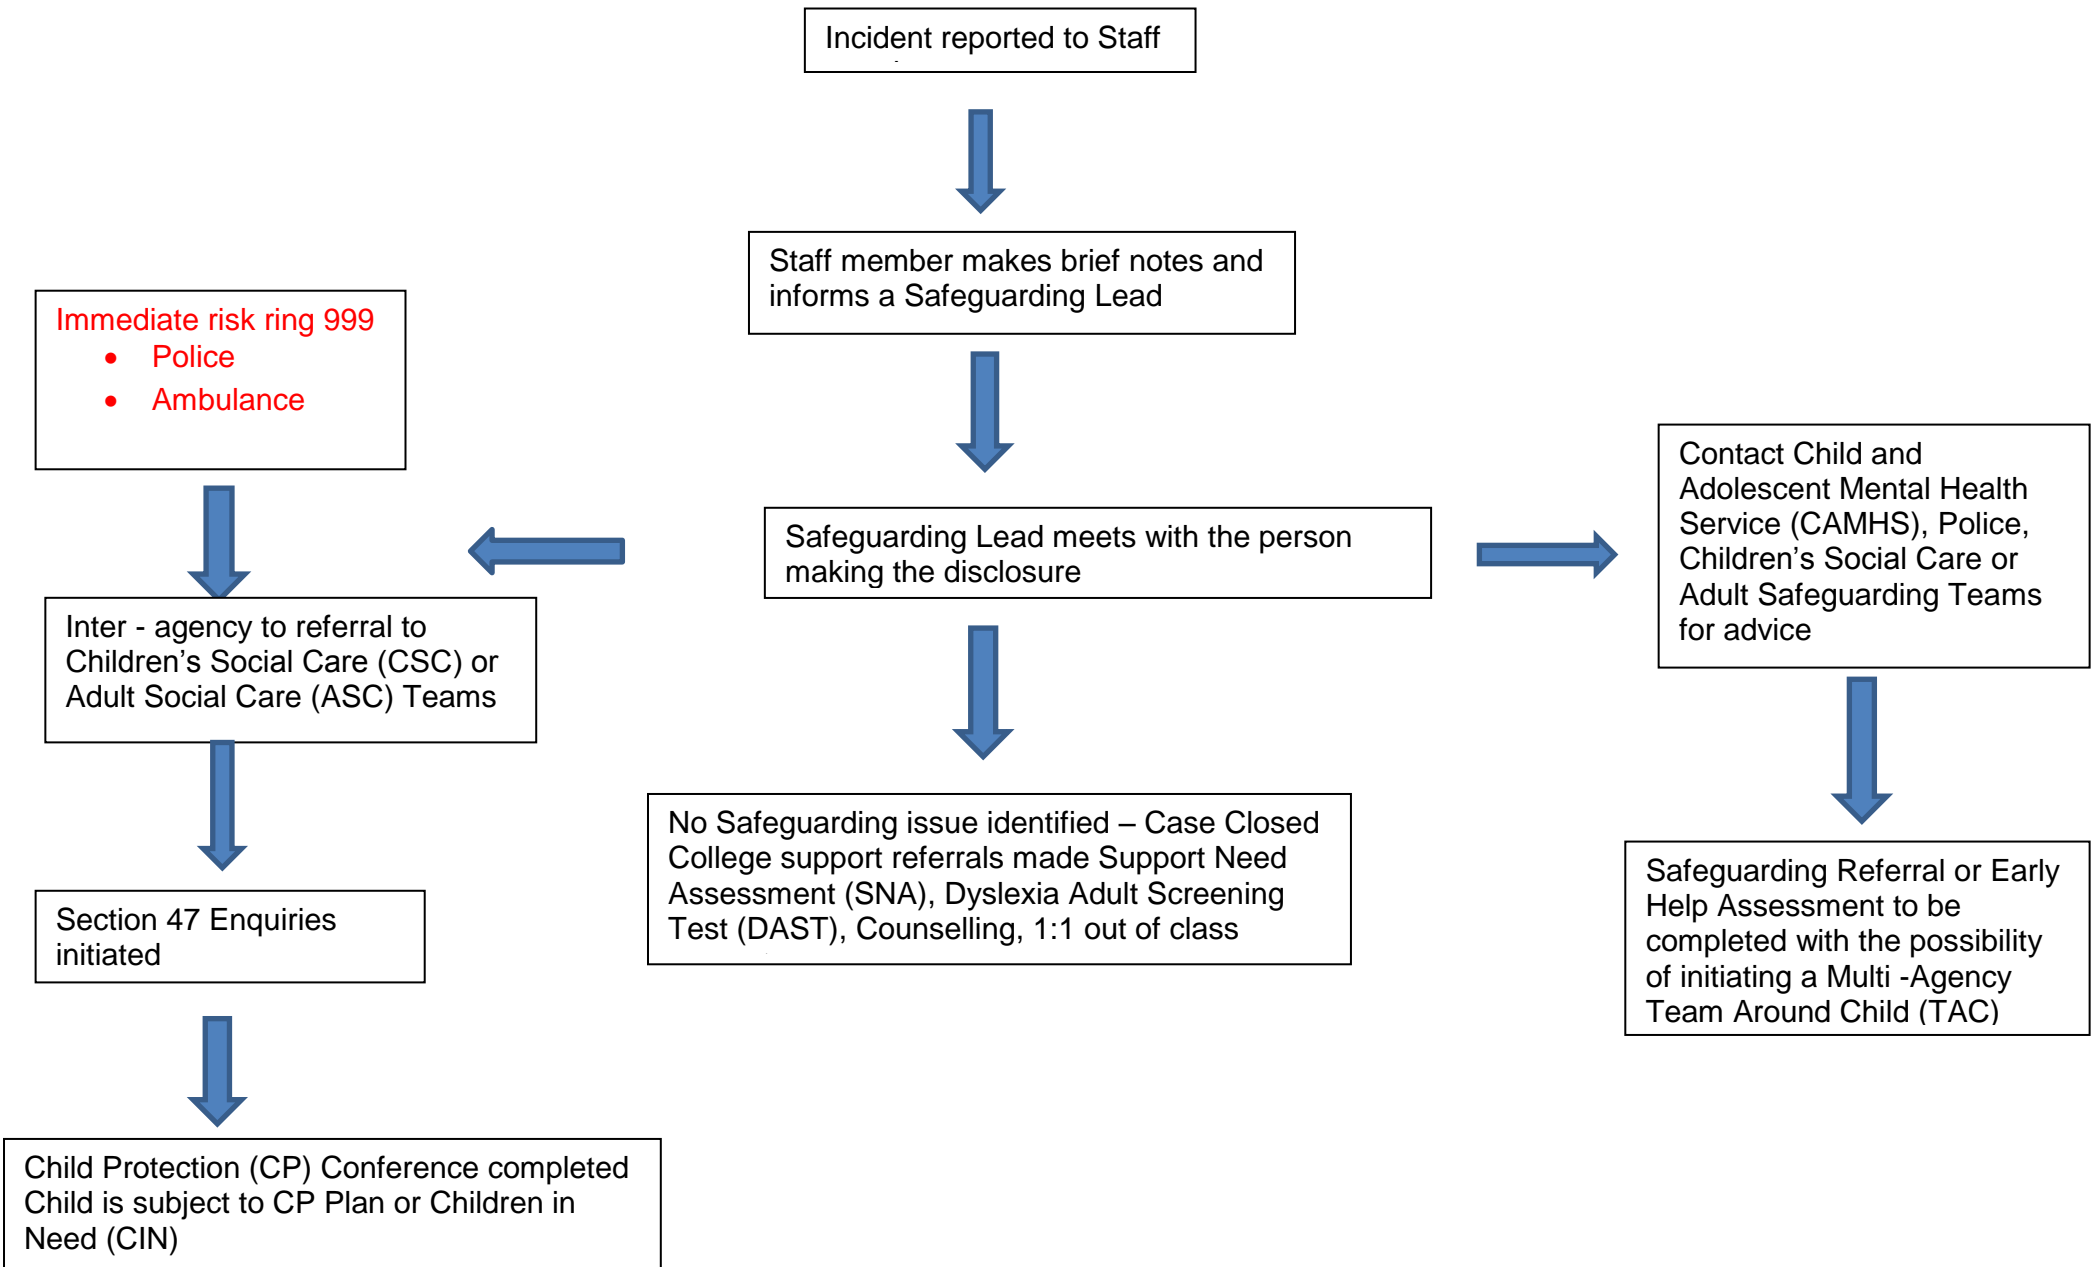 Incident reported to Staff
Staff member makes brief notes and
informs a Safeguarding Lead
Immediate risk ring 999
• Police
• Ambulance
Safeguarding Lead meets with the person
making the disclosure
Contact Child and
Adolescent Mental Health
Service (CAMHS), Police,
Children’s Social Care or
Adult Safeguarding Teams
for advice
Inter - agency to referral to
Children’s Social Care (CSC) or
Adult Social Care (ASC) Teams
No Safeguarding issue identified – Case Closed
College support referrals made Support Need
Assessment (SNA), Dyslexia Adult Screening
Test (DAST), Counselling, 1:1 out of class
Safeguarding Referral or Early
Help Assessment to be
completed with the possibility
of initiating a Multi -Agency
Team Around Child (TAC)
Section 47 Enquiries
initiated
Child Protection (CP) Conference completed
Child is subject to CP Plan or Children in
Need (CIN)